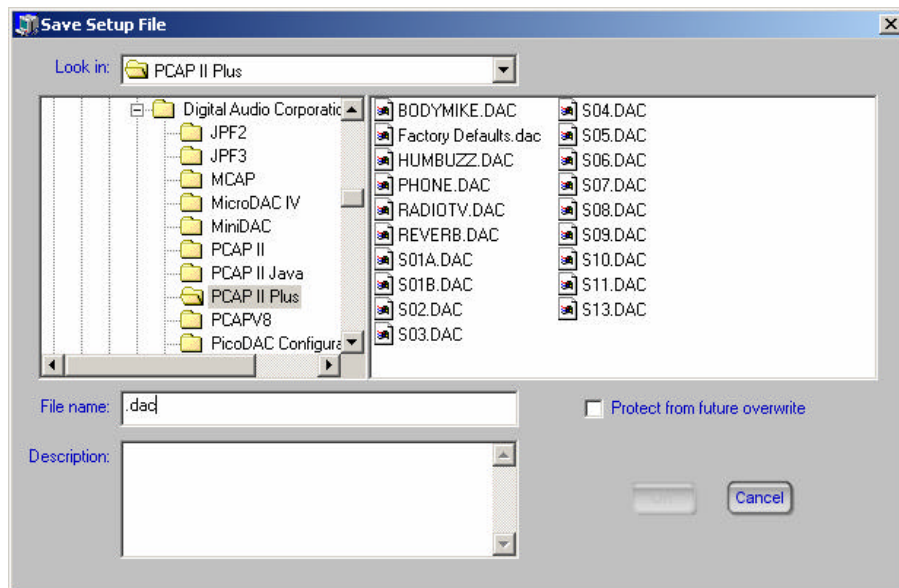 Save Setup File
Look in: PCAP II Plus
Digital Audio Corporatic
JPF2
JPF3
MCAP
MicroDAC IV
MiniDAC
PCAP II
PCAP II Java
PCAP II Plus
PCAPV8
PicoDAC Configura
BODYMIKE.DAC
Factory Defaults.dac
HUMBUZZ.DAC
PHONE.DAC
RADIOTV.DAC
REVERB.DAC
S01A.DAC
S01B.DAC
S02.DAC
S03.DAC
S04.DAC
S05.DAC
S06.DAC
S07.DAC
S08.DAC
S09.DAC
S10.DAC
S11.DAC
S13.DAC
File name: .dac
Protect from future overwrite
Description:
Cancel